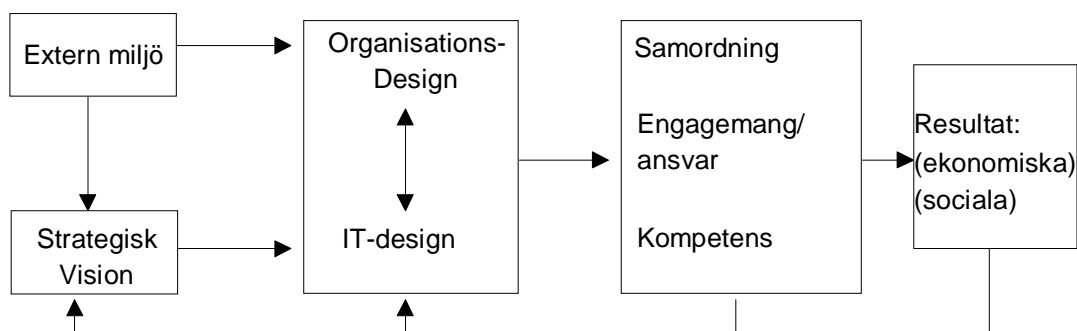 Extern miljö
Strategisk
Vision
Organisations-
Design
IT-design
Samordning
Engagemang/
ansvar
Kompetens
Resultat:
(ekonomiska)
(sociala)